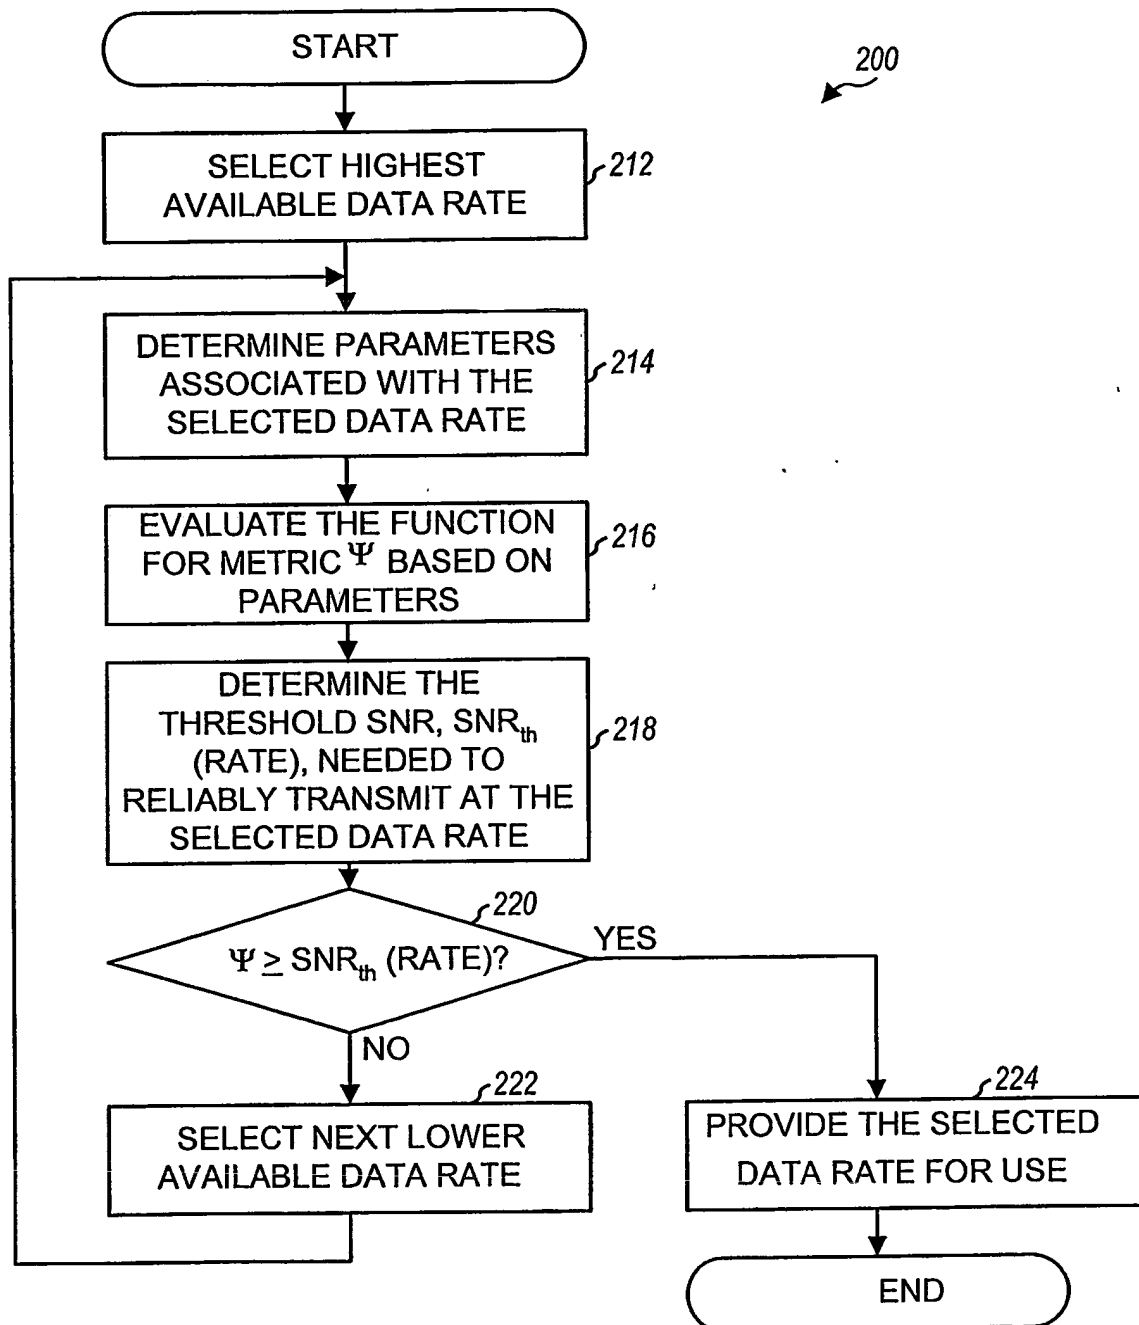 START
200
SELECT HIGHEST
AVAILABLE DATA RATE
212
DETERMINE PARAMETERS
ASSOCIATED WITH THE
SELECTED DATA RATE
214
EVALUATE THE FUNCTION
FOR METRIC Ψ BASED ON
PARAMETERS
216
DETERMINE THE
THRESHOLD SNR, SNRth
(RATE), NEEDED TO
RELIABLY TRANSMIT AT THE
SELECTED DATA RATE
218
220
Ψ ≥ SNRth (RATE)?
YES
NO
222
SELECT NEXT LOWER
AVAILABLE DATA RATE
224
PROVIDE THE SELECTED
DATA RATE FOR USE
END